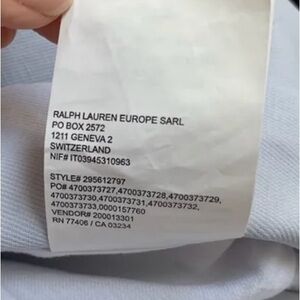 RALPH LAUREN EUROPE SARL
PO BOX 2572
1211 GENEVA 2
SWITZERLAND
NIF# IT03945310963
STYLE# 295612797
PO# 4700373727,4700373728,4700373729,
4700373730,4700373731,4700373732,
4700373733,0000157760
VENDOR# 200013301
RN 77406 / CA 03234